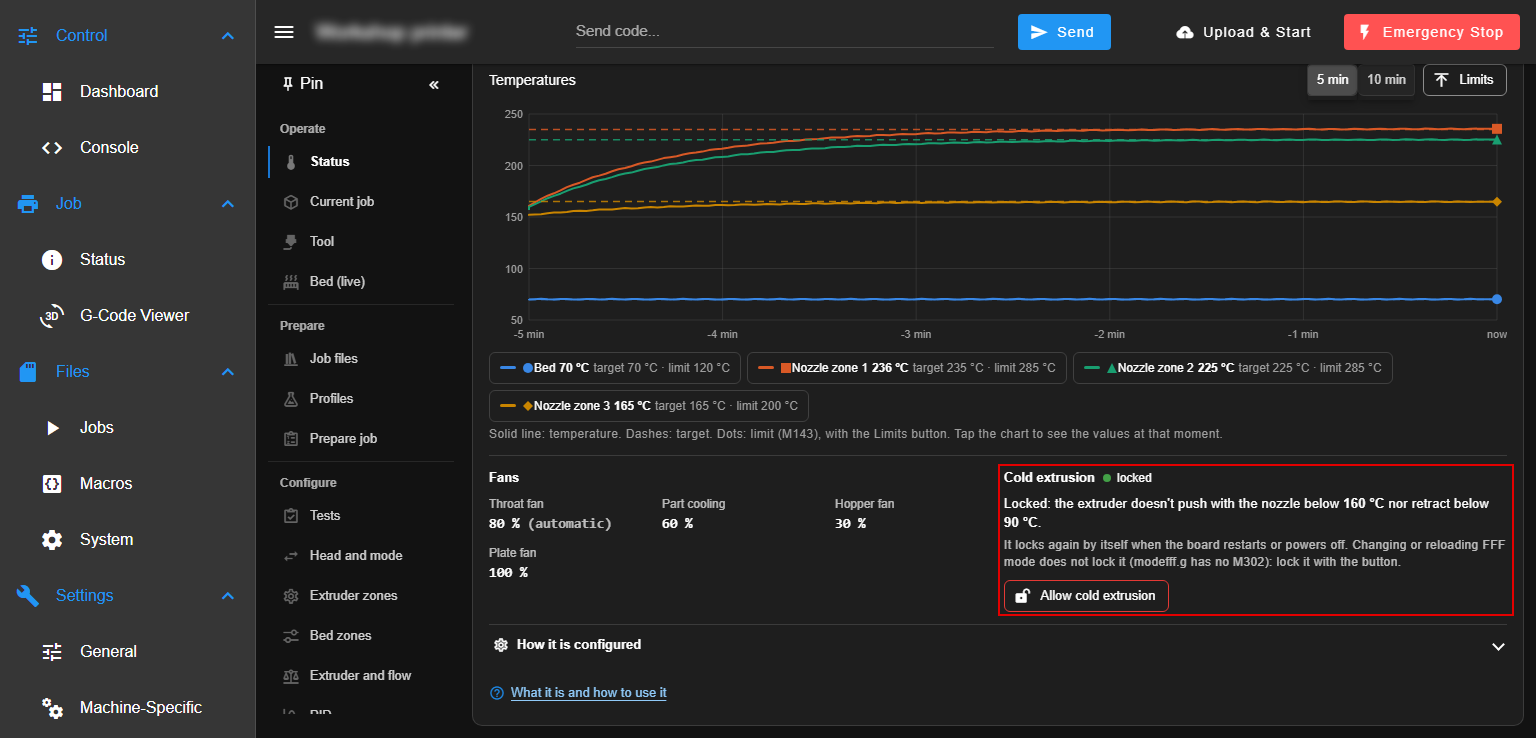 Control
Dashboard
Console
Job
Status
G-Code Viewer
Files
Jobs
Macros
System
Settings
General
Machine-Specific
Send code...
Send
Upload & Start
Emergency Stop
Pin
«
Operate
Status
Current job
Tool
Bed (live)
Prepare
Job files
Profiles
Prepare job
Configure
Tests
Head and mode
Extruder zones
Bed zones
Extruder and flow
PID
Temperatures
5 min
10 min
Limits
250
200
150
100
50
-5 min
-4 min
-3 min
-2 min
-1 min
now
Bed 70 °C target 70 °C · limit 120 °C
Nozzle zone 1 236 °C target 235 °C · limit 285 °C
Nozzle zone 2 225 °C target 225 °C · limit 285 °C
Nozzle zone 3 165 °C target 165 °C · limit 200 °C
Solid line: temperature. Dashes: target. Dots: limit (M143), with the Limits button. Tap the chart to see the values at that moment.
Fans
Throat fan
80 % (automatic)
Part cooling
60 %
Hopper fan
30 %
Plate fan
100 %
Cold extrusion
locked
Locked: the extruder doesn't push with the nozzle below 160 °C nor retract below
90 °C.
It locks again by itself when the board restarts or powers off. Changing or reloading FFF
mode does not lock it (modefff.g has no M302): lock it with the button.
Allow cold extrusion
How it is configured
What it is and how to use it